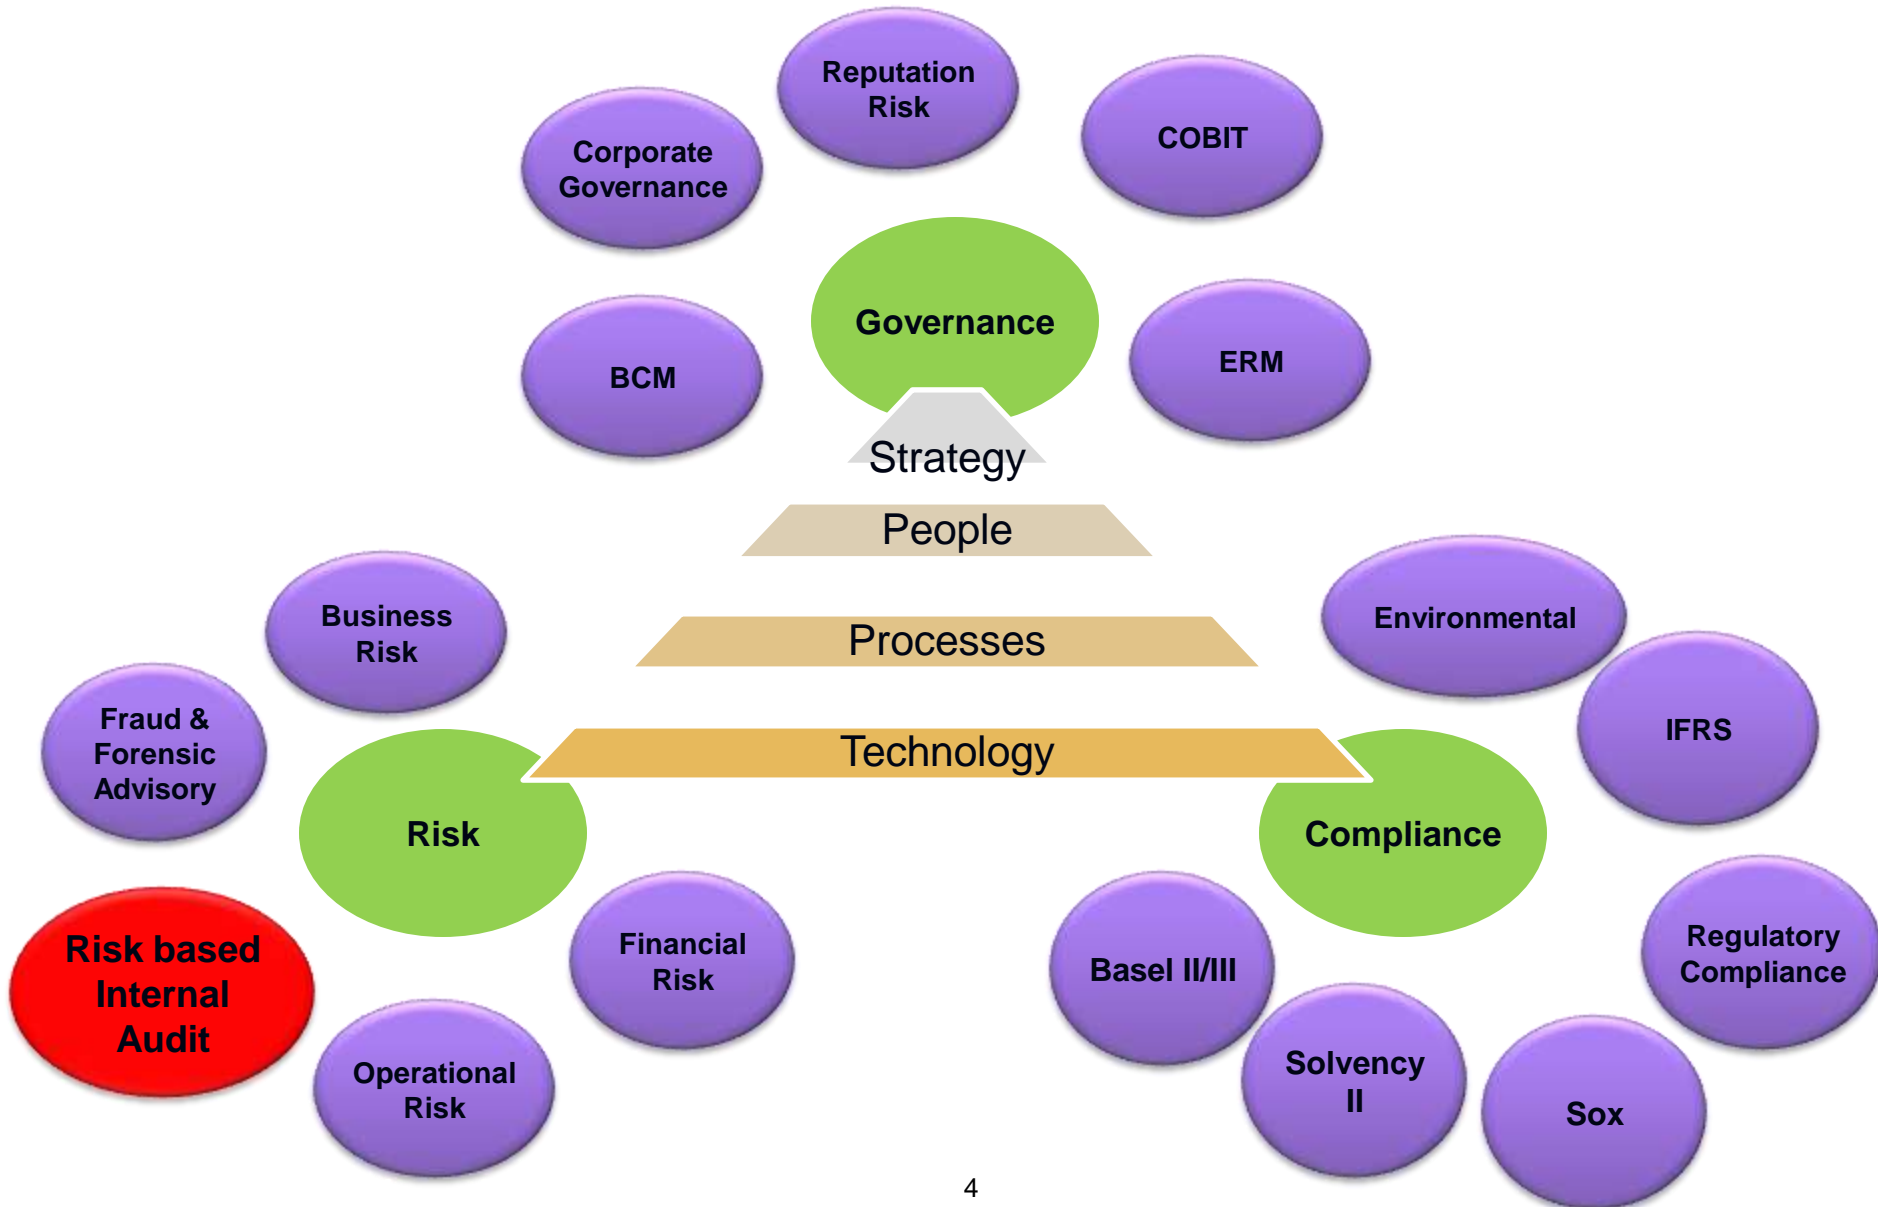 Reputation
Risk
COBIT
Corporate
Governance
Governance
ERM
BCM
Strategy
People
Environmental
Business
Risk
Processes
Fraud &
Forensic
Advisory
IFRS
Technology
Risk
Compliance
Risk based
Internal
Audit
Financial
Risk
Basel II/III
Regulatory
Compliance
Operational
Risk
Solvency
II
Sox
4